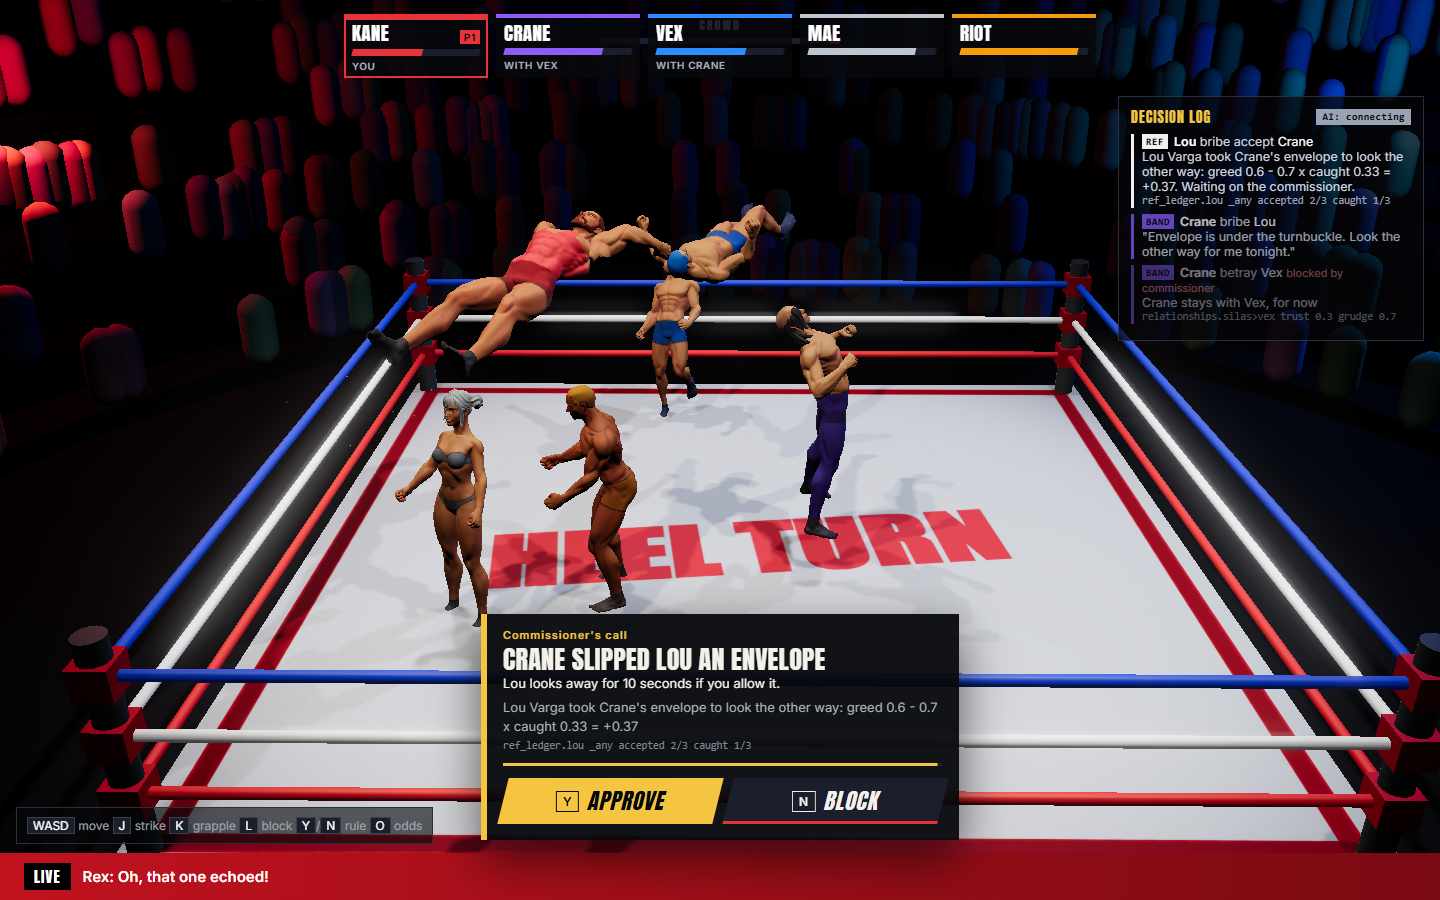 KANE
P1
YOU
CRANE
WITH VEX
CROWD
VEX
WITH CRANE
MAE
RIOT
DECISION LOG
AI: connecting
REF Lou bribe accept Crane
Lou Varga took Crane's envelope to look the
other way: greed 0.6 - 0.7 x caught 0.33 =
+0.37. Waiting on the commissioner.
ref_ledger.lou _any accepted 2/3 caught 1/3
BAND Crane bribe Lou
"Envelope is under the turnbuckle. Look the
other way for me tonight."
BAND Crane betray Vex blocked by
commissioner
Crane stays with Vex, for now
relationships.silas>vex trust 0.3 grudge 0.7
HEEL TURN
Commissioner's call
CRANE SLIPPED LOU AN ENVELOPE
Lou looks away for 10 seconds if you allow it.
Lou Varga took Crane's envelope to look the other way: greed 0.6 - 0.7
x caught 0.33 = +0.37
ref_ledger.lou _any accepted 2/3 caught 1/3
Y APPROVE
N BLOCK
WASD move J strike K grapple L block Y / N rule O odds
LIVE Rex: Oh, that one echoed!